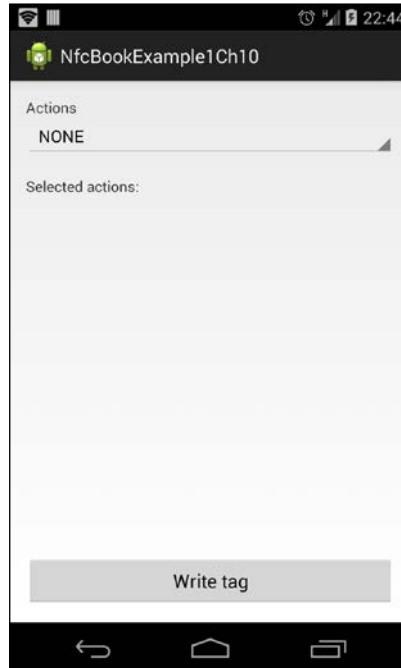 H 22:44
NfcBookExample1Ch10
Actions
NONE
Selected actions:
Write tag